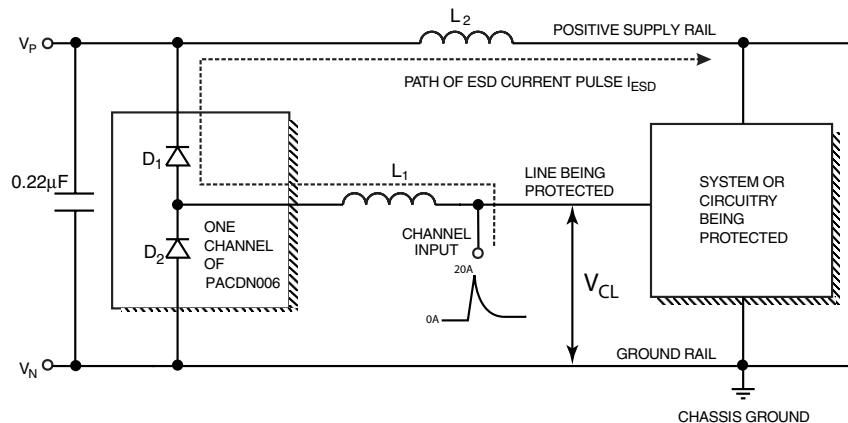 L2
VP
POSITIVE SUPPLY RAIL
PATH OF ESD CURRENT PULSE IESD
D1
0.22μF
L1
LINE BEING
PROTECTED
SYSTEM OR
CIRCUITRY
BEING
PROTECTED
ONE
CHANNEL
OF
PACDN006
D2
CHANNEL
INPUT
20A
0A
VCL
VN
GROUND RAIL
CHASSIS GROUND